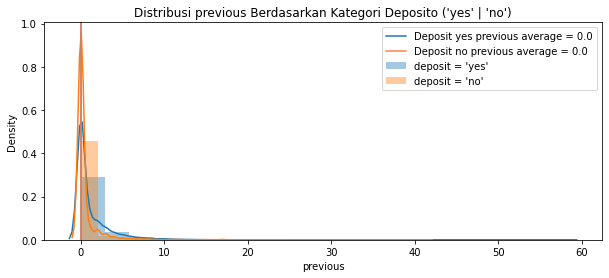 Distribusi previous Berdasarkan Kategori Deposito ('yes' | 'no')
1.0
0.8
0.6
0.4
0.2
0.0
Density
Deposit yes previous average = 0.0
Deposit no previous average = 0.0
deposit = 'yes'
deposit = 'no'
0 10 20 30 40 50 60
previous